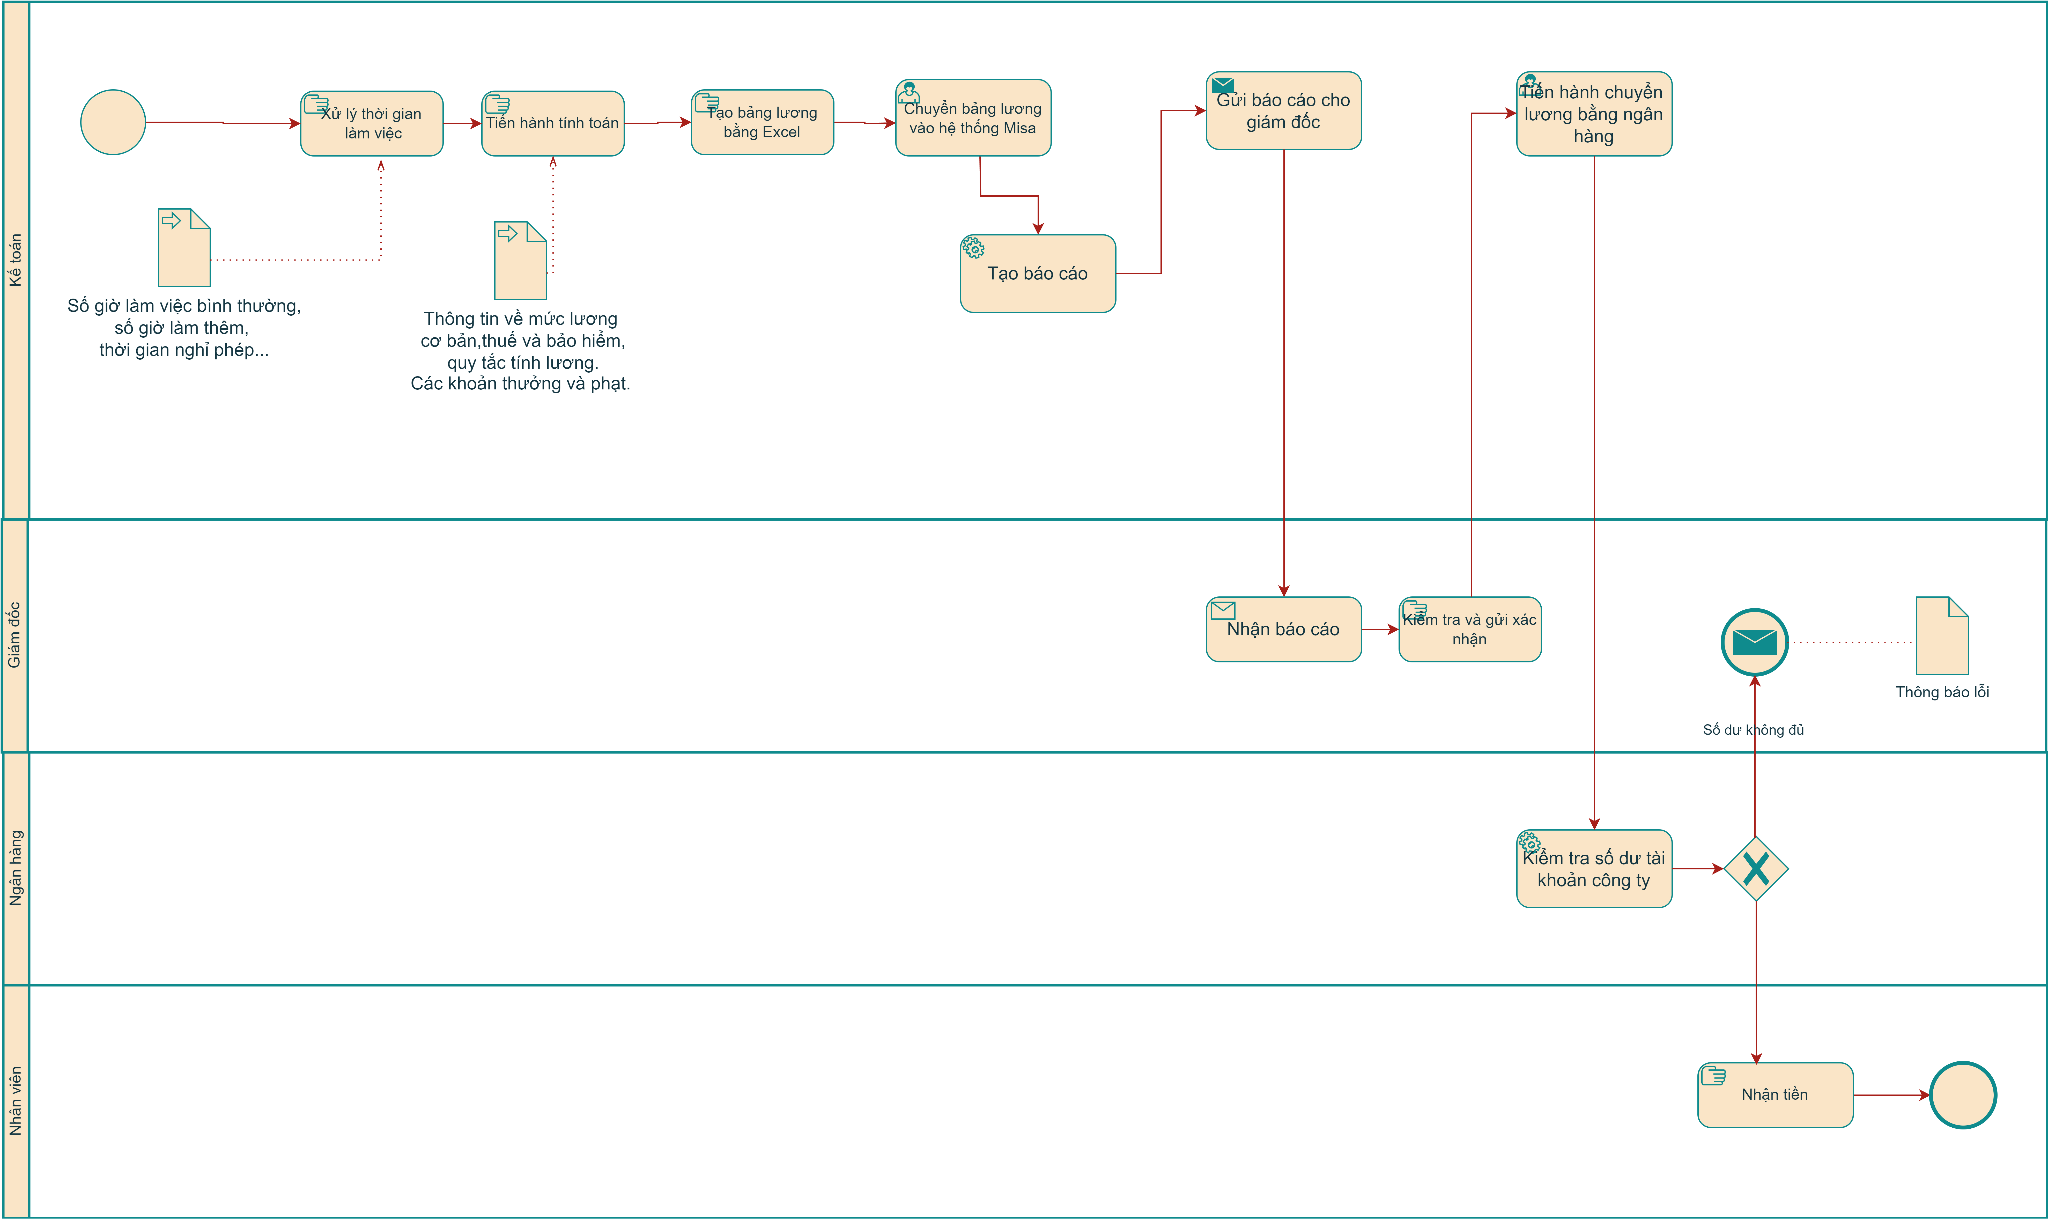 Kế toán
Xử lý thời gian
làm việc
Tiến hành tính toán
Tạo bảng lương
bằng Excel
Chuyển bảng lương
vào hệ thống Misa
Gửi báo cáo cho
giám đốc
Tiến hành chuyển
lương bằng ngân
hàng
Tạo báo cáo
Số giờ làm việc bình thường,
số giờ làm thêm,
thời gian nghỉ phép...
Thông tin về mức lương
cơ bản,thuế và bảo hiểm,
quy tắc tính lương.
Các khoản thưởng và phạt.
Giám đốc
Nhận báo cáo
Kiểm tra và gửi xác
nhận
Thông báo lỗi
Số dư không đủ
Ngân hàng
Kiểm tra số dư tài
khoản công ty
Nhân viên
Nhận tiền